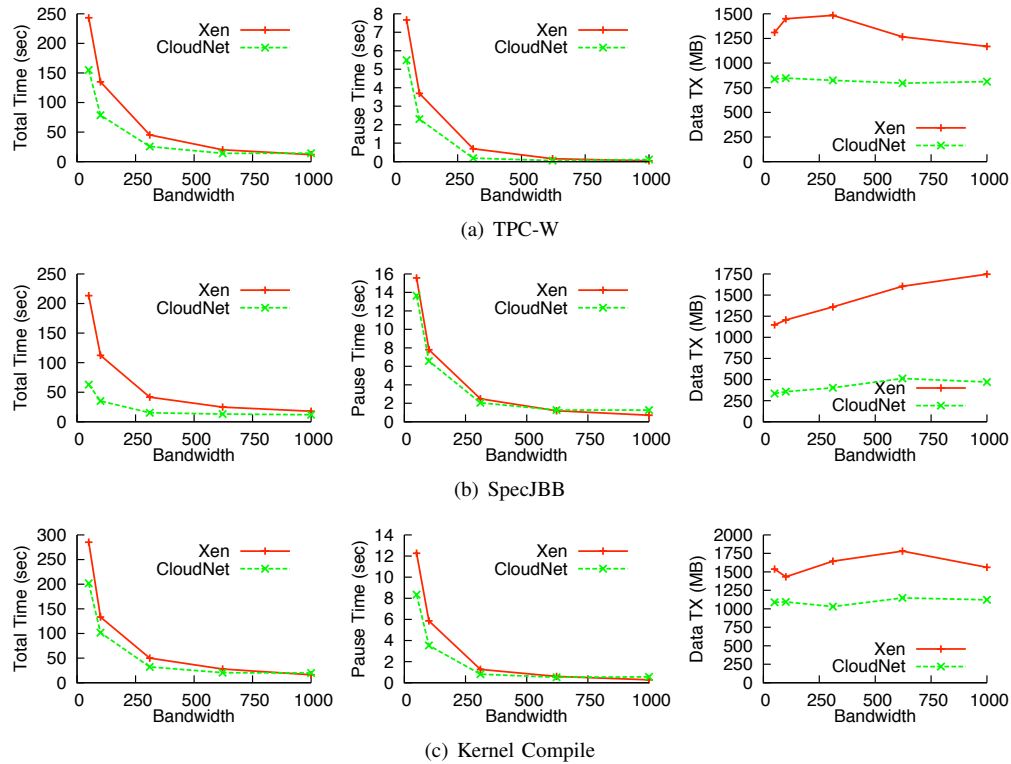 Total Time (sec)
250
200
150
100
50
0
0 250 500 750 1000
Bandwidth
Xen
CloudNet
Pause Time (sec)
8
7
6
5
4
3
2
1
0
0 250 500 750 1000
Bandwidth
Xen
CloudNet
Data TX (MB)
1500
1250
1000
750
500
250
0
0 250 500 750 1000
Bandwidth
Xen
CloudNet
(a) TPC-W
Total Time (sec)
250
200
150
100
50
0
0 250 500 750 1000
Bandwidth
Xen
CloudNet
Pause Time (sec)
16
14
12
10
8
6
4
2
0
0 250 500 750 1000
Bandwidth
Xen
CloudNet
Data TX (MB)
1750
1500
1250
1000
750
500
250
0
0 250 500 750 1000
Bandwidth
Xen
CloudNet
(b) SpecJBB
Total Time (sec)
300
250
200
150
100
50
0
0 250 500 750 1000
Bandwidth
Xen
CloudNet
Pause Time (sec)
14
12
10
8
6
4
2
0
0 250 500 750 1000
Bandwidth
Xen
CloudNet
Data TX (MB)
2000
1750
1500
1250
1000
750
500
250
0
0 250 500 750 1000
Bandwidth
Xen
CloudNet
(c) Kernel Compile